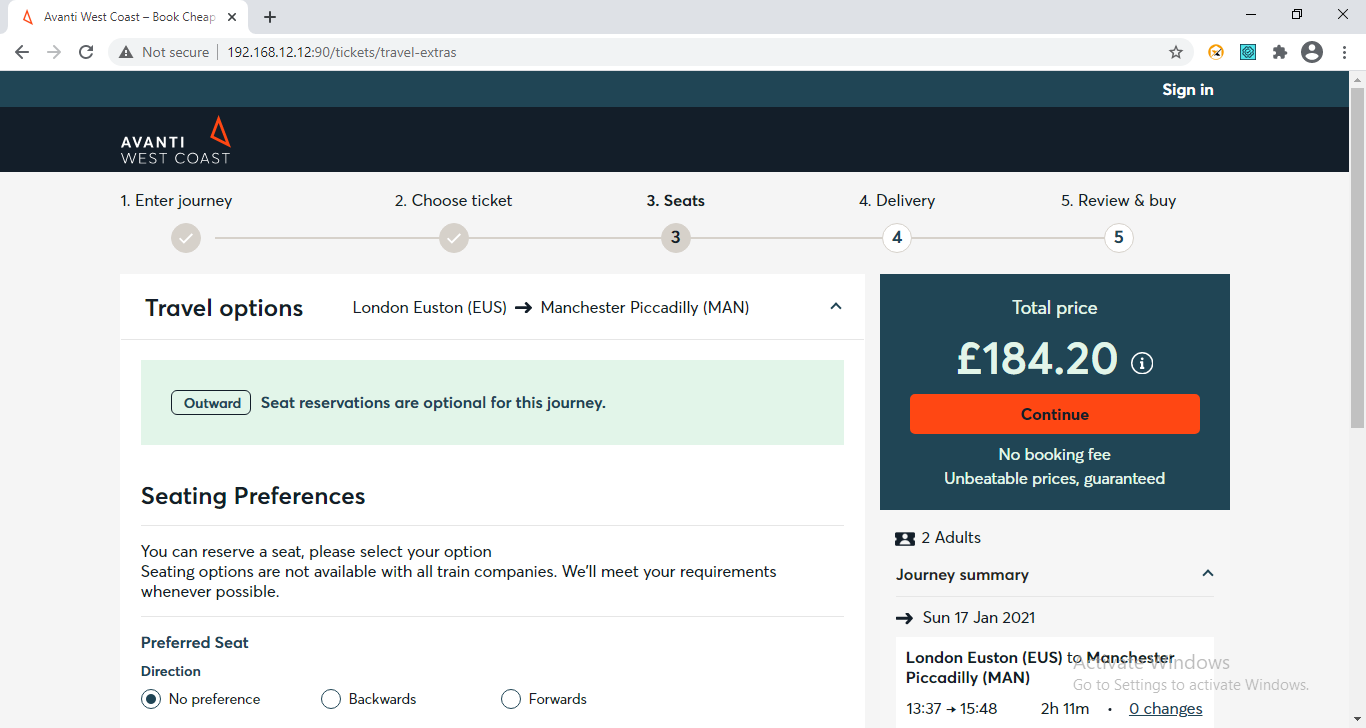 Avanti West Coast – Book Cheap
Not secure
192.168.12.12:90/tickets/travel-extras
Sign in
AVANTI
WEST COAST
1. Enter journey
2. Choose ticket
3. Seats
4. Delivery
5. Review & buy
3
4
5
Travel options
London Euston (EUS) → Manchester Piccadilly (MAN)
Outward
Seat reservations are optional for this journey.
Seating Preferences
You can reserve a seat, please select your option
Seating options are not available with all train companies. We'll meet your requirements
whenever possible.
Preferred Seat
Direction
No preference
Backwards
Forwards
Total price
£184.20
Continue
No booking fee
Unbeatable prices, guaranteed
2 Adults
Journey summary
→ Sun 17 Jan 2021
London Euston (EUS) to Manchester
Piccadilly (MAN)
13:37 → 15:48
2h 11m • 0 changes
Activate Windows
Go to Settings to activate Windows.